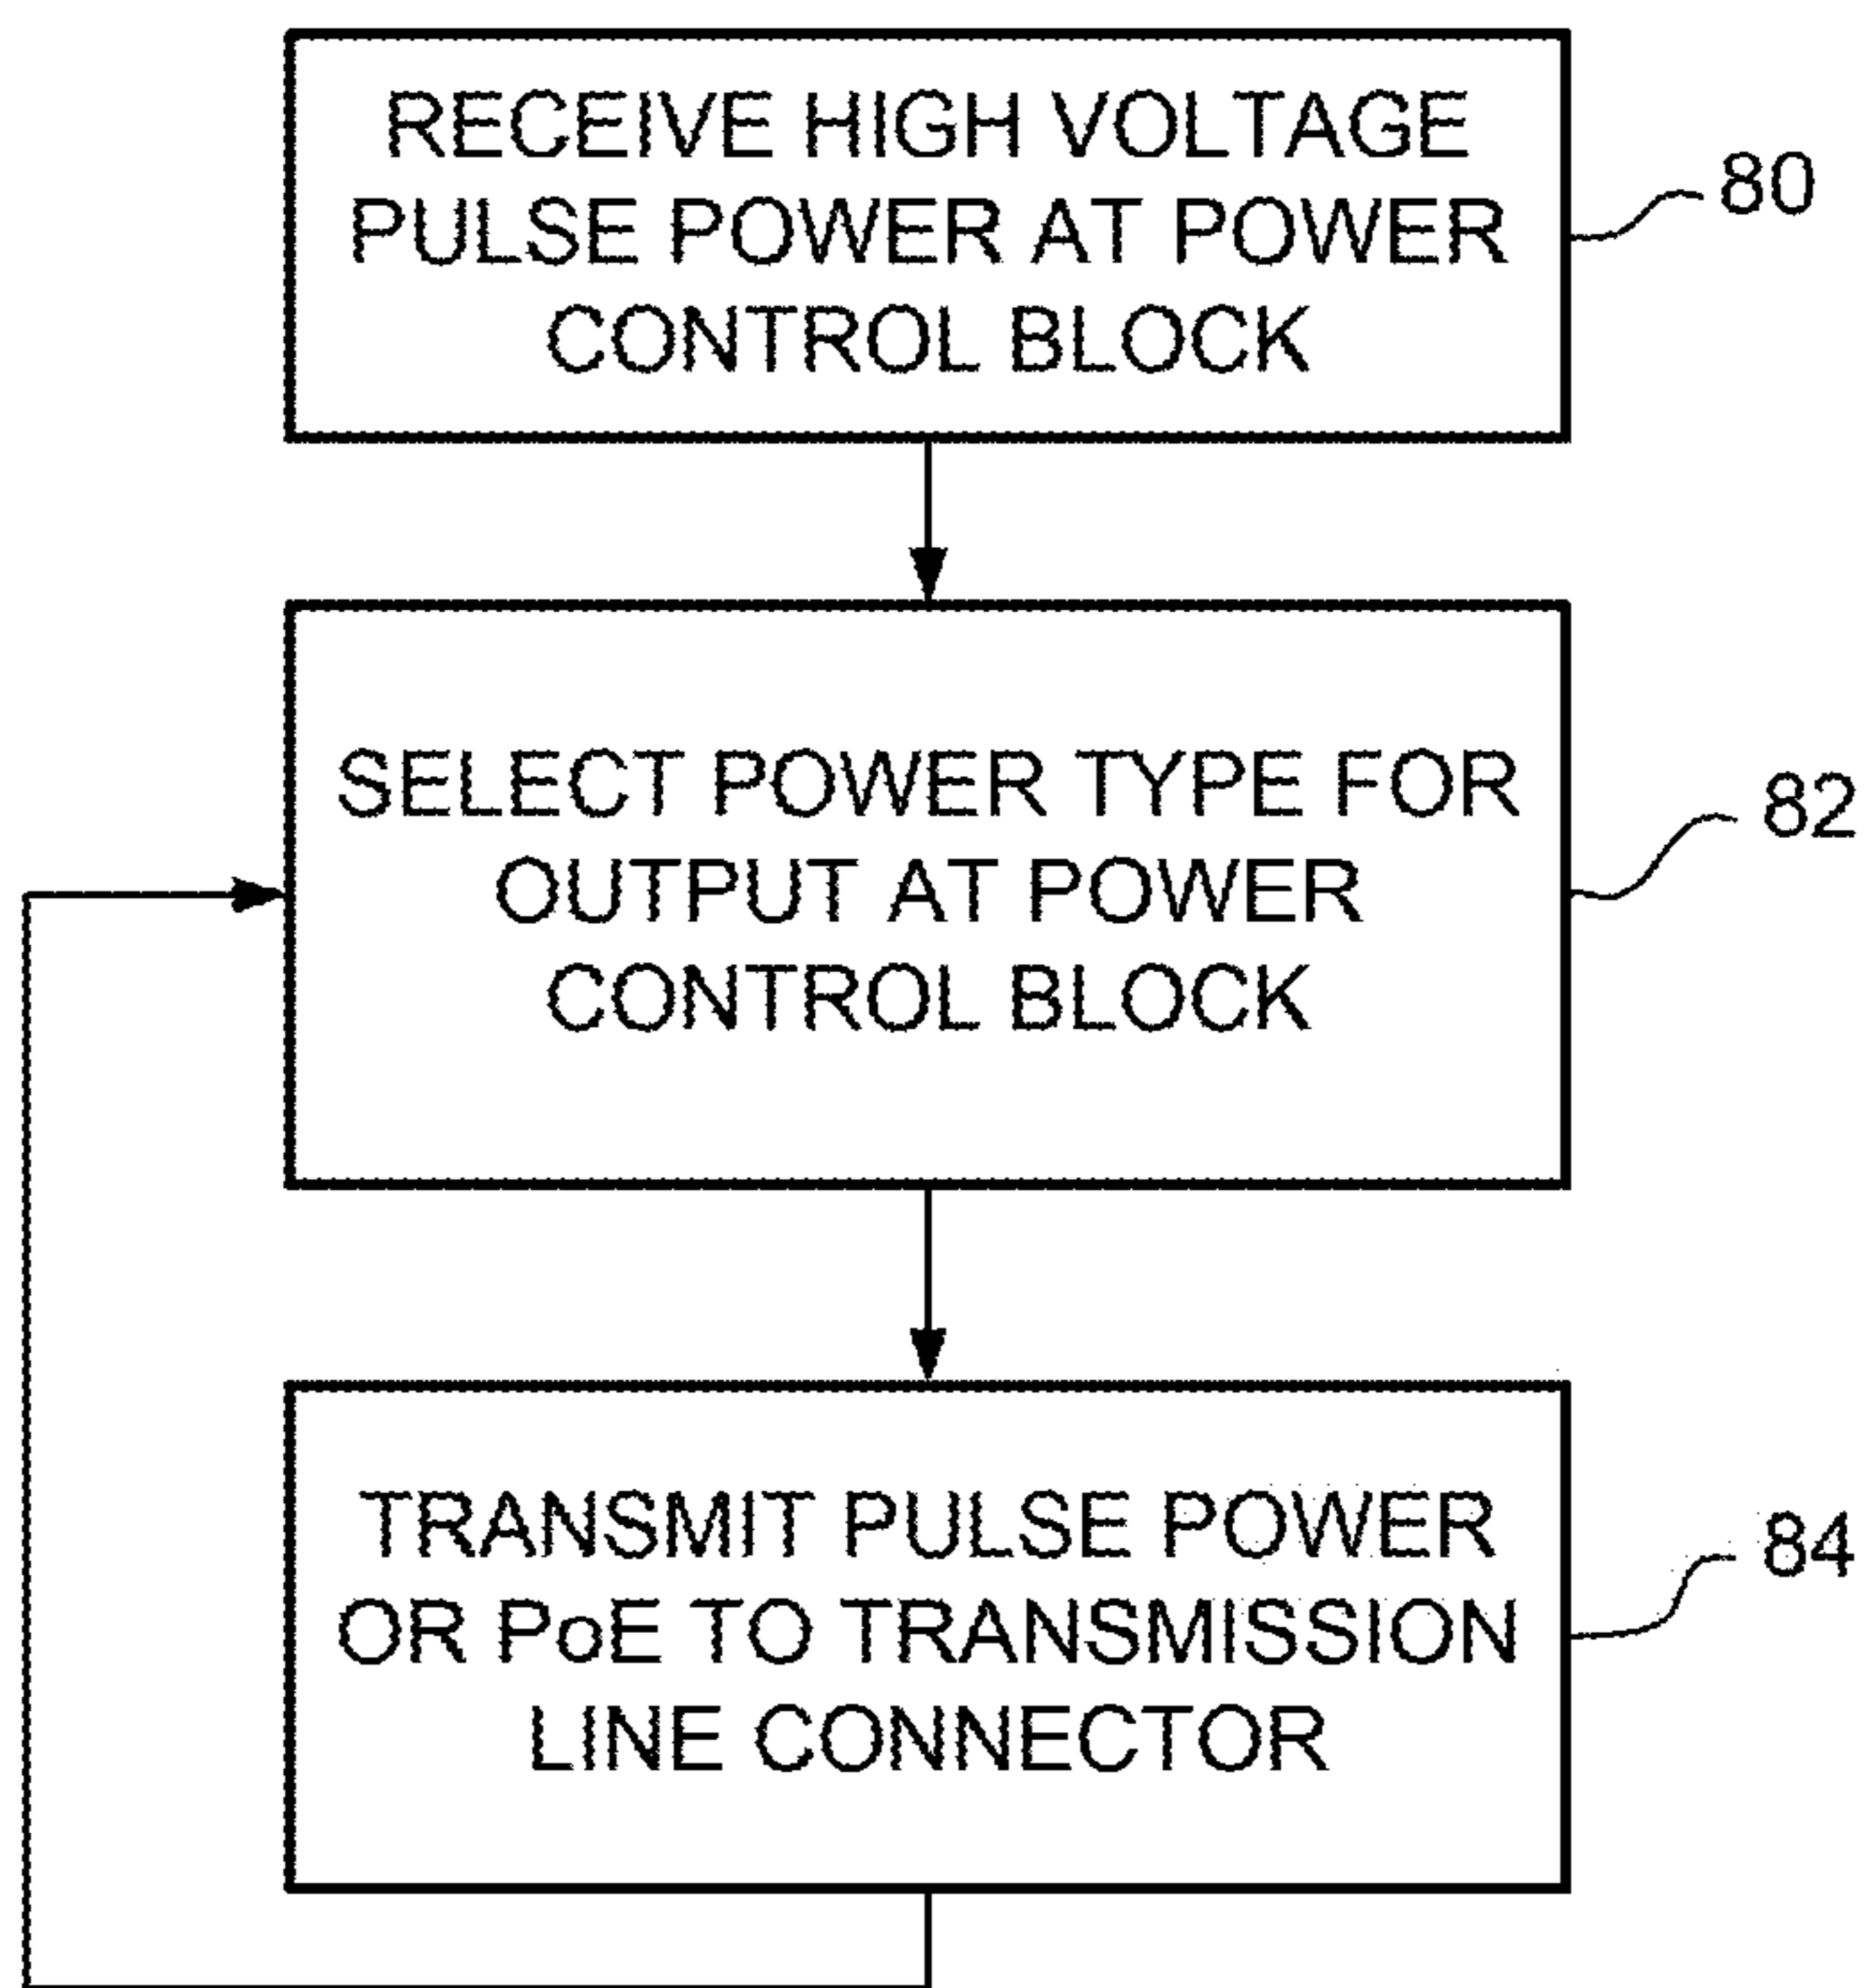 RECEIVE HIGH VOLTAGE
PULSE POWER AT POWER
CONTROL BLOCK
80
SELECT POWER TYPE FOR
OUTPUT AT POWER
CONTROL BLOCK
82
TRANSMIT PULSE POWER
OR PoE TO TRANSMISSION
LINE CONNECTOR
84